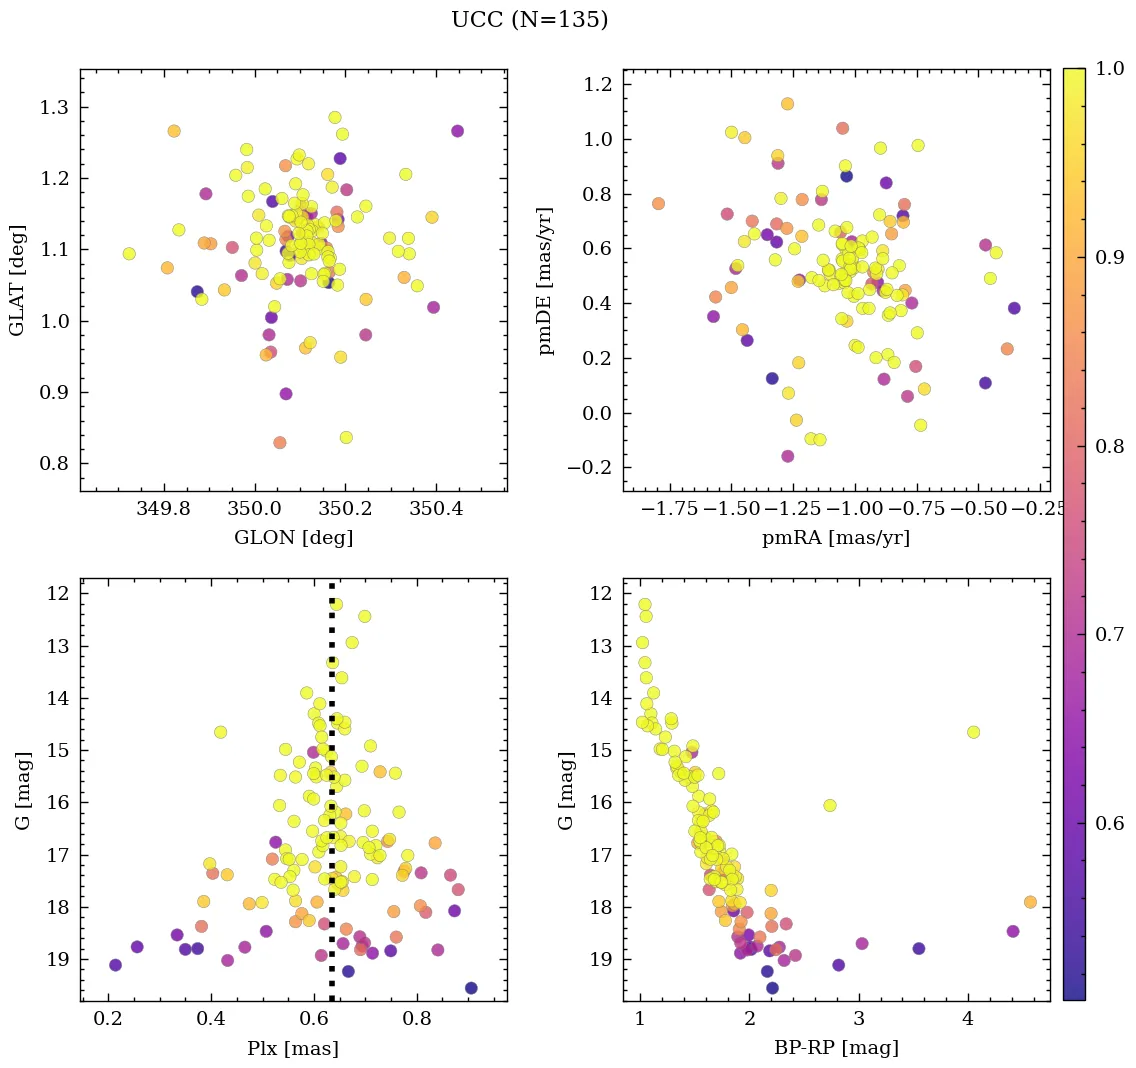 UCC (N=135)
1.3
1.2
1.1
1.0
0.9
0.8
GLAT [deg]
349.8 350.0 350.2 350.4
GLON [deg]
1.2
1.0
0.8
0.6
0.4
0.2
0.0
−0.2
pmDE [mas/yr]
−1.75 −1.50 −1.25 −1.00 −0.75 −0.50 −0.25
pmRA [mas/yr]
1.0
0.9
0.8
0.7
0.6
12
13
14
15
16
17
18
19
G [mag]
0.2 0.4 0.6 0.8
Plx [mas]
12
13
14
15
16
17
18
19
G [mag]
1 2 3 4
BP-RP [mag]